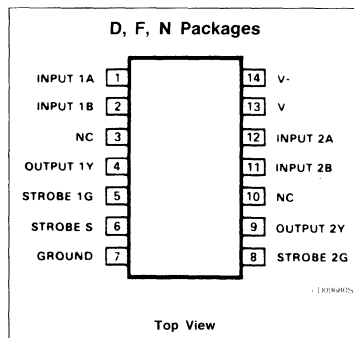 D, F, N Packages
INPUT 1A 1
INPUT 1B 2
NC 3
OUTPUT 1Y 4
STROBE 1G 5
STROBE S 6
GROUND 7
14 V-
13 V
12 INPUT 2A
11 INPUT 2B
10 NC
9 OUTPUT 2Y
8 STROBE 2G
Top View